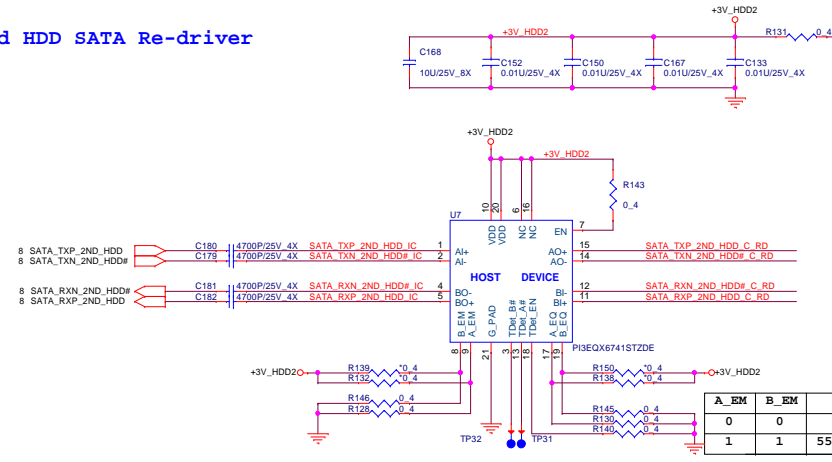 +3V_HDD2
d HDD SATA Re-driver
+3V_HDD2
R131 0_4
C168
10U/25V_8X
C152
0.01U/25V_4X
C150
0.01U/25V_4X
C167
0.01U/25V_4X
C133
0.01U/25V_4X
+3V_HDD2
+3V_HDD2
R143
0_4
U7
10 20 6 16
VDD VDD NC NC
EN 7
8 SATA_TXP_2ND_HDD C180 4700P/25V_4X SATA_TXP_2ND_HDD_IC 1 AI+ AO+ 15 SATA_TXP_2ND_HDD_C_RD
8 SATA_TXN_2ND_HDD# C179 4700P/25V_4X SATA_TXN_2ND_HDD#_IC 2 AI- AO- 14 SATA_TXN_2ND_HDD#_C_RD
HOST DEVICE
8 SATA_RXN_2ND_HDD# C181 4700P/25V_4X SATA_RXN_2ND_HDD#_IC 4 BO- BI- 12 SATA_RXN_2ND_HDD#_C_RD
8 SATA_RXP_2ND_HDD C182 4700P/25V_4X SATA_RXP_2ND_HDD_IC 5 BO+ BI+ 11 SATA_RXP_2ND_HDD_C_RD
B_EM A_EM G_PAD TDet_B# TDet_A# TDet_EN A_EQ B_EQ
8 9 21 3 13 18 17 19
PI3EQX6741STZDE
+3V_HDD2 R139 *0_4
R132 *0_4
R150 *0_4 +3V_HDD2
R138 *0_4
R146 0_4
R128 0_4
R145 0_4
R130 0_4
R140 0_4
TP32 TP31
A_EM B_EM
0 0
1 1 55